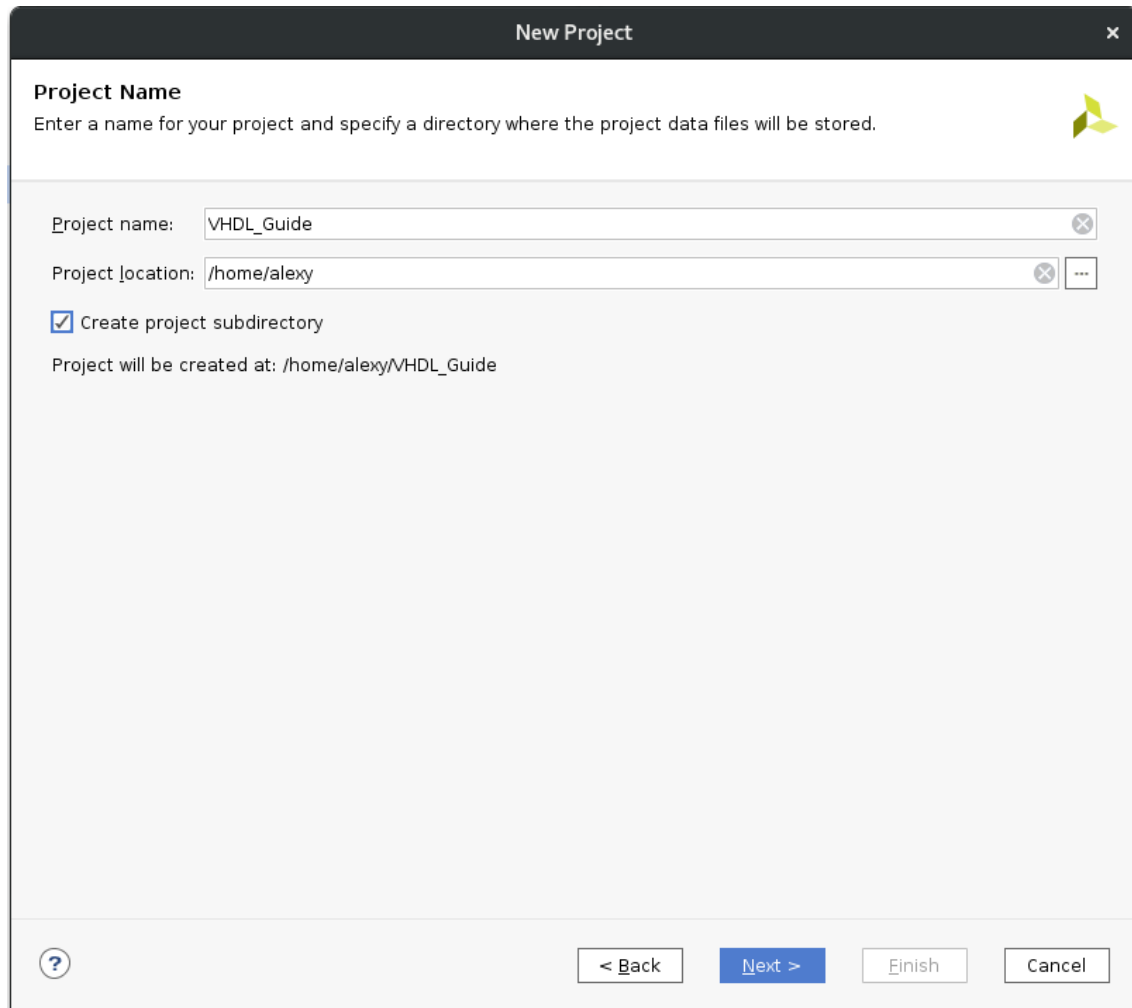 New Project
Project Name
Enter a name for your project and specify a directory where the project data files will be stored.
Project name: VHDL_Guide
Project location: /home/alexy
Create project subdirectory
Project will be created at: /home/alexy/VHDL_Guide
? < Back Next > Finish Cancel